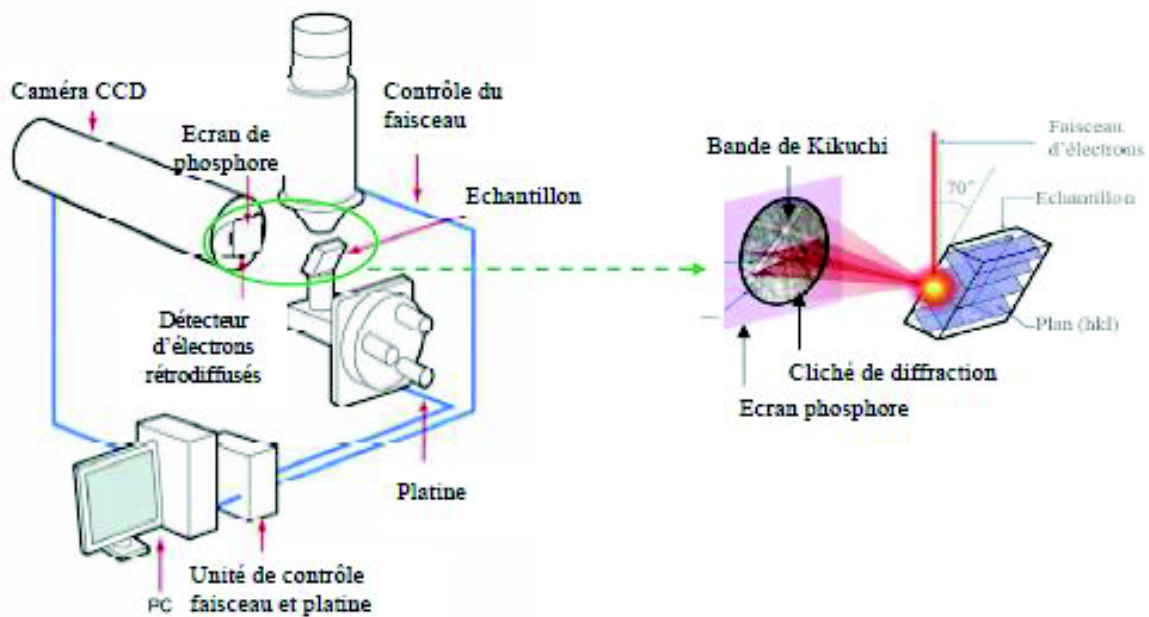 Caméra CCD
Ecran de
phosphore
Contrôle du
faisceau
Echantillon
Détecteur
d'électrons
rétrodiffusés
Platine
Unité de contrôle
faisceau et platine
PC
Bande de Kikuchi
Faisceau
d'électrons
70°
Echantillon
Plan (hkl)
Cliché de diffraction
Ecran phosphore